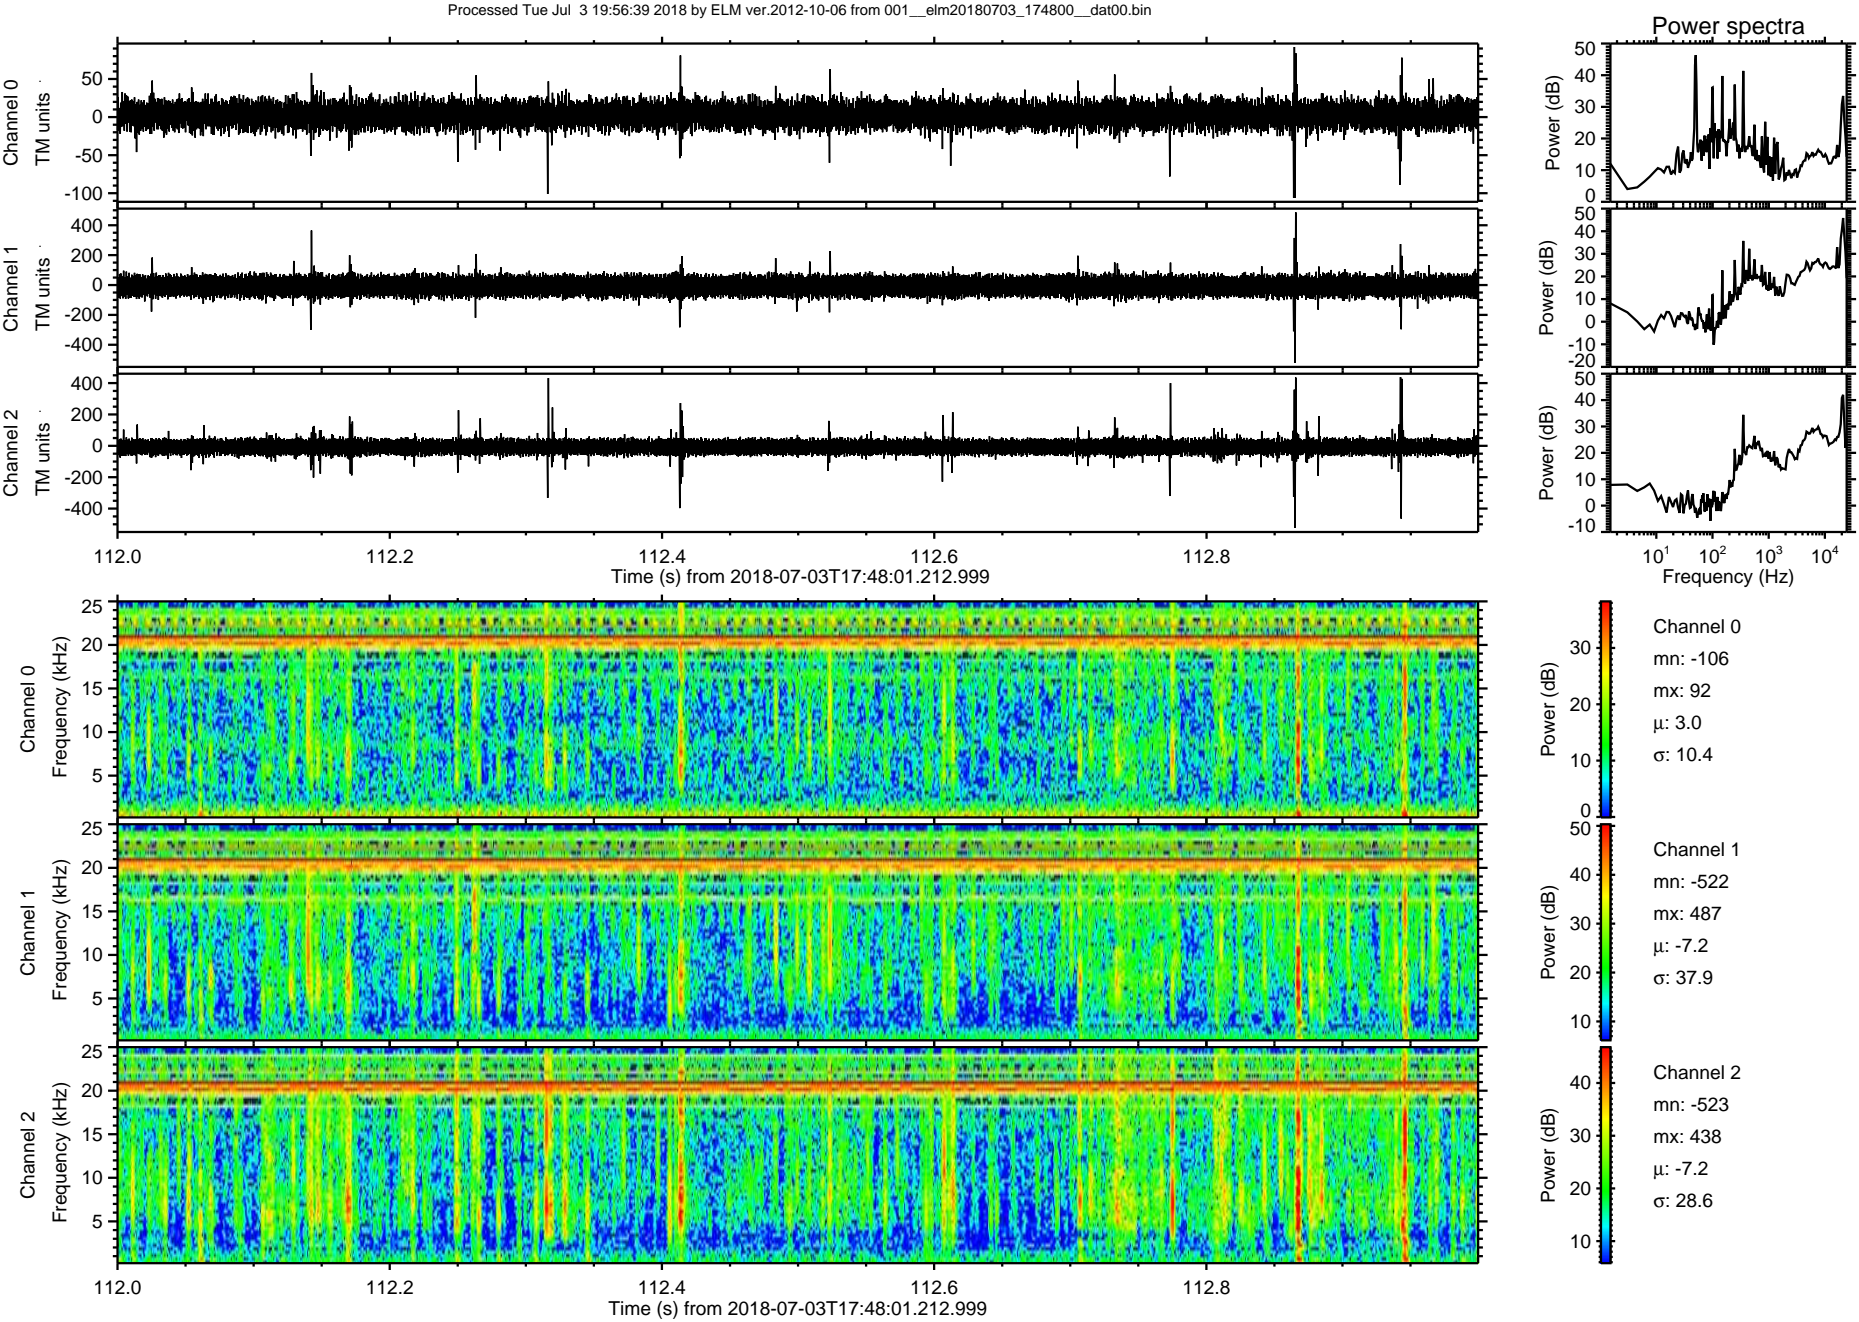 Processed Tue Jul 3 19:56:39 2018 by ELM ver.2012-10-06 from 001__elm20180703_174800__dat00.bin
Power spectra
Channel 0
TM units
50
0
-50
-100
Power (dB)
50
40
30
20
10
0
Channel 1
TM units
400
200
0
-200
-400
Power (dB)
50
40
30
20
10
0
-10
-20
Channel 2
TM units
400
200
0
-200
-400
Power (dB)
50
40
30
20
10
0
-10
112.0 112.2 112.4 112.6 112.8
Time (s) from 2018-07-03T17:48:01.212.999
10^1 10^2 10^3 10^4
Frequency (Hz)
Channel 0
Frequency (kHz)
25
20
15
10
5
Power (dB)
30
20
10
0
Channel 0
mn: -106
mx: 92
μ: 3.0
σ: 10.4
Channel 1
Frequency (kHz)
25
20
15
10
5
Power (dB)
50
40
30
20
10
Channel 1
mn: -522
mx: 487
μ: -7.2
σ: 37.9
Channel 2
Frequency (kHz)
25
20
15
10
5
Power (dB)
40
30
20
10
Channel 2
mn: -523
mx: 438
μ: -7.2
σ: 28.6
112.0 112.2 112.4 112.6 112.8
Time (s) from 2018-07-03T17:48:01.212.999